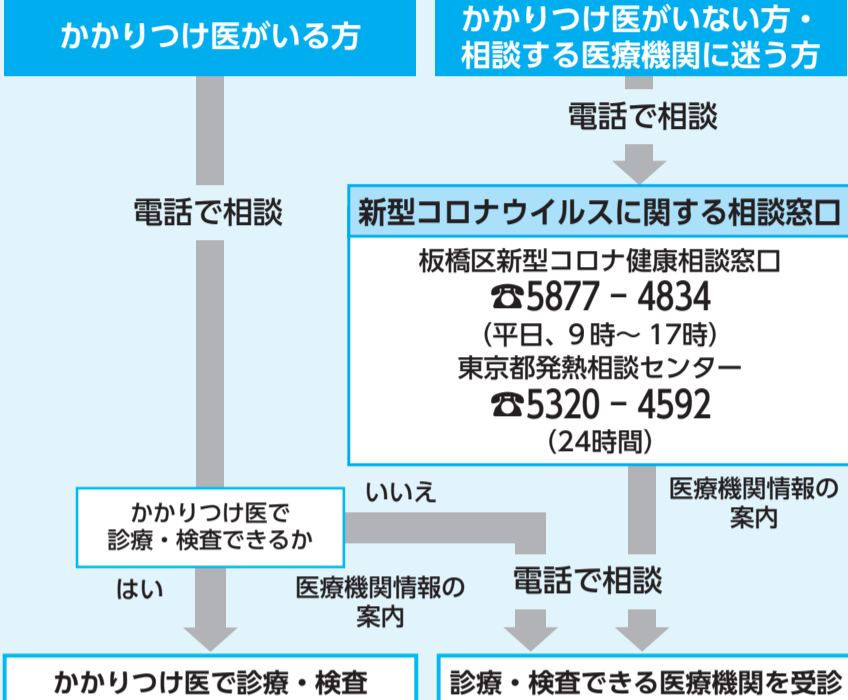 かかりつけ医がいる方
かかりつけ医がいない方・
相談する医療機関に迷う方
電話で相談
電話で相談
新型コロナウイルスに関する相談窓口
板橋区新型コロナ健康相談窓口
☎5877－4834
(平日、9時～17時)
東京都発熱相談センター
☎5320－4592
(24時間)
かかりつけ医で
診療・検査できるか
いいえ
医療機関情報の
案内
はい
医療機関情報の
案内
電話で相談
かかりつけ医で診療・検査
診療・検査できる医療機関を受診